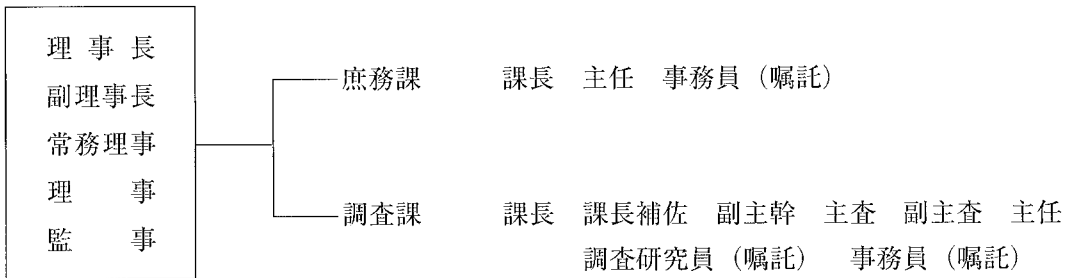 理事長
副理事長
常務理事
理事
監事
庶務課 課長 主任 事務員（嘱託）
調査課 課長 課長補佐 副主幹 主査 副主査 主任
調査研究員（嘱託） 事務員（嘱託）